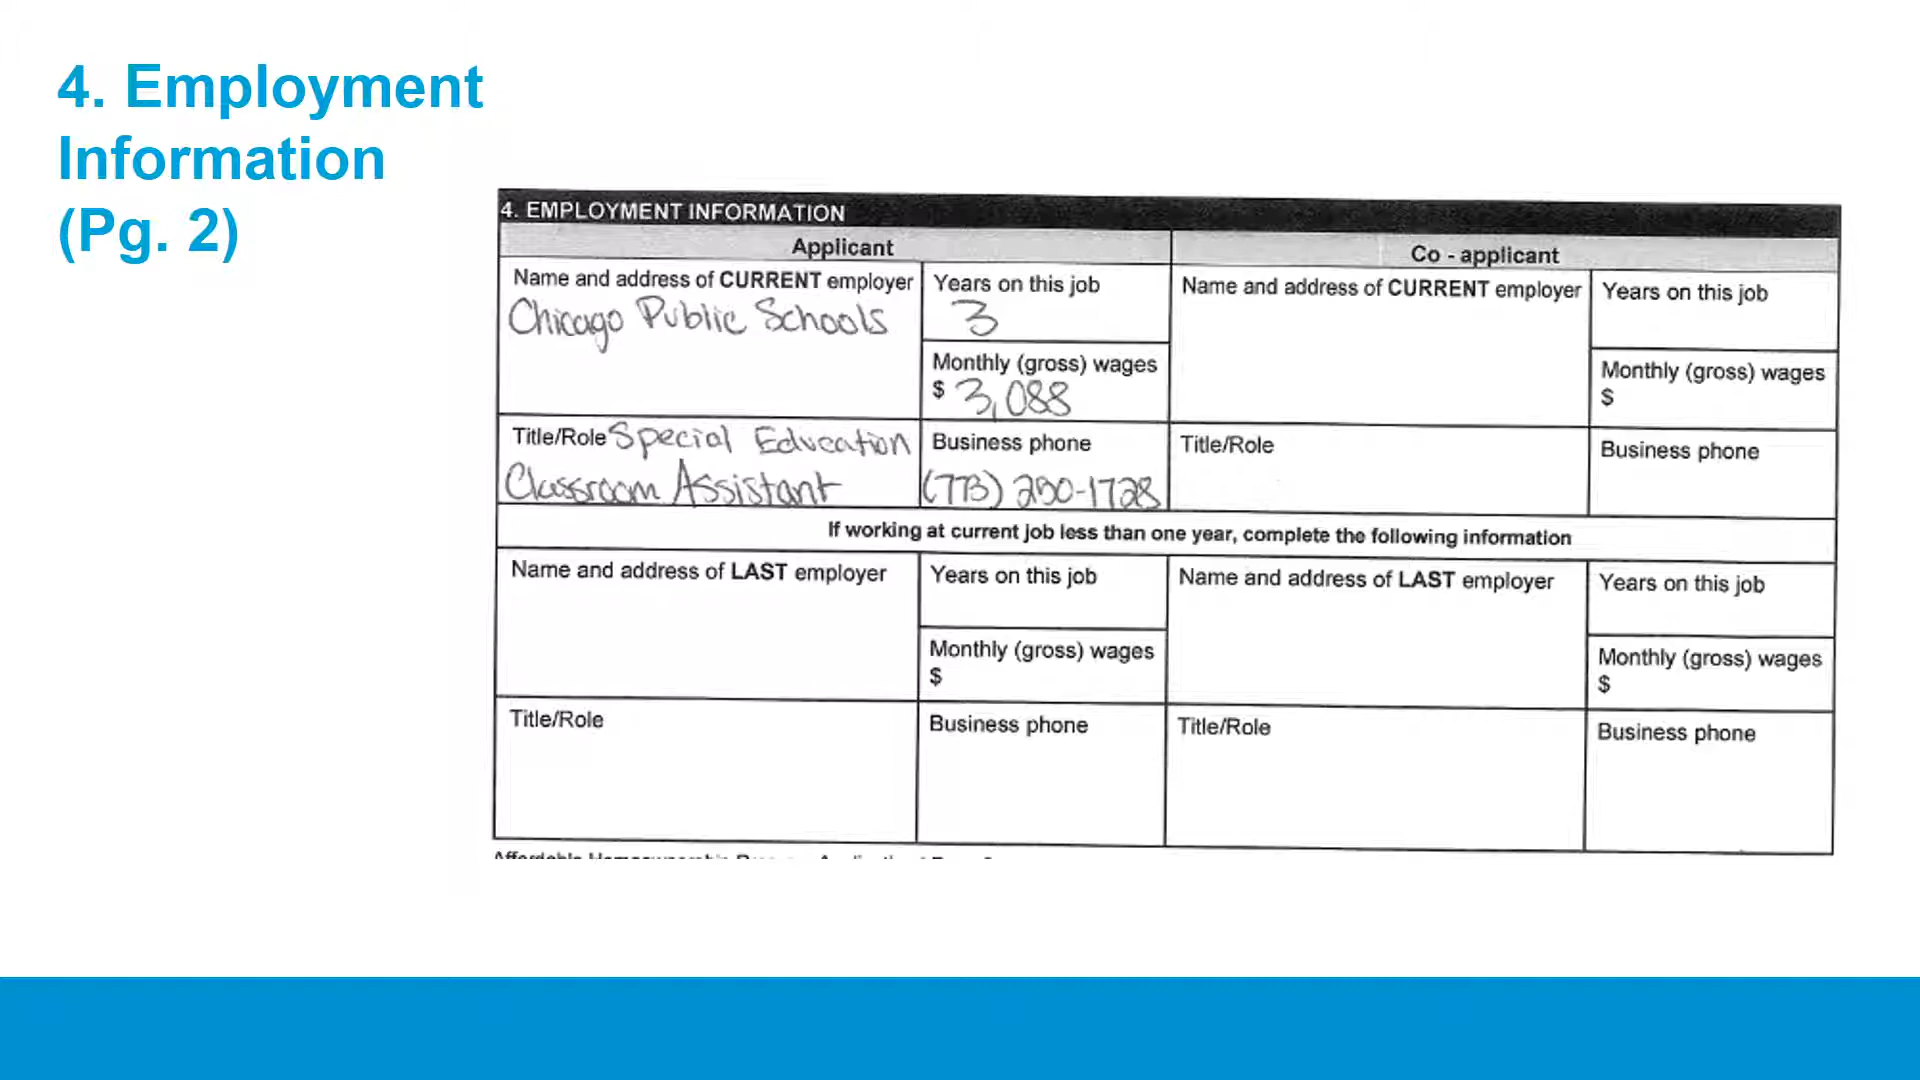 4. Employment
Information
(Pg. 2)
4. EMPLOYMENT INFORMATION
Applicant
Co - applicant
Name and address of CURRENT employer
Chicago Public Schools
Years on this job
3
Monthly (gross) wages
$ 3,088
Name and address of CURRENT employer
Years on this job
Monthly (gross) wages
$
Title/Role Special Education
Classroom Assistant
Business phone
(773) 250-1728
Title/Role
Business phone
If working at current job less than one year, complete the following information
Name and address of LAST employer
Years on this job
Monthly (gross) wages
$
Name and address of LAST employer
Years on this job
Monthly (gross) wages
$
Title/Role
Business phone
Title/Role
Business phone